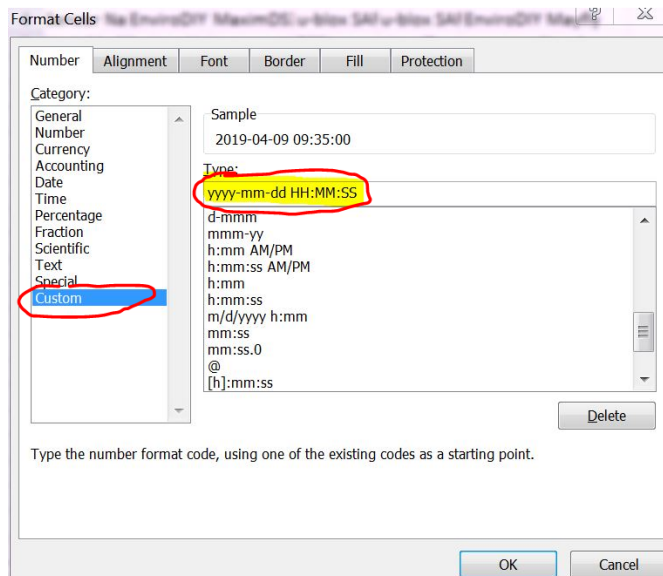 Format Cells
Number Alignment Font Border Fill Protection
Category:
General
Number
Currency
Accounting
Date
Time
Percentage
Fraction
Scientific
Text
Special
Custom
Sample
2019-04-09 09:35:00
Type:
yyyy-mm-dd HH:MM:SS
d-mmm
mmm-yy
h:mm AM/PM
h:mm:ss AM/PM
h:mm
h:mm:ss
m/d/yyyy h:mm
mm:ss
mm:ss.0
@
[h]:mm:ss
Delete
Type the number format code, using one of the existing codes as a starting point.
OK Cancel